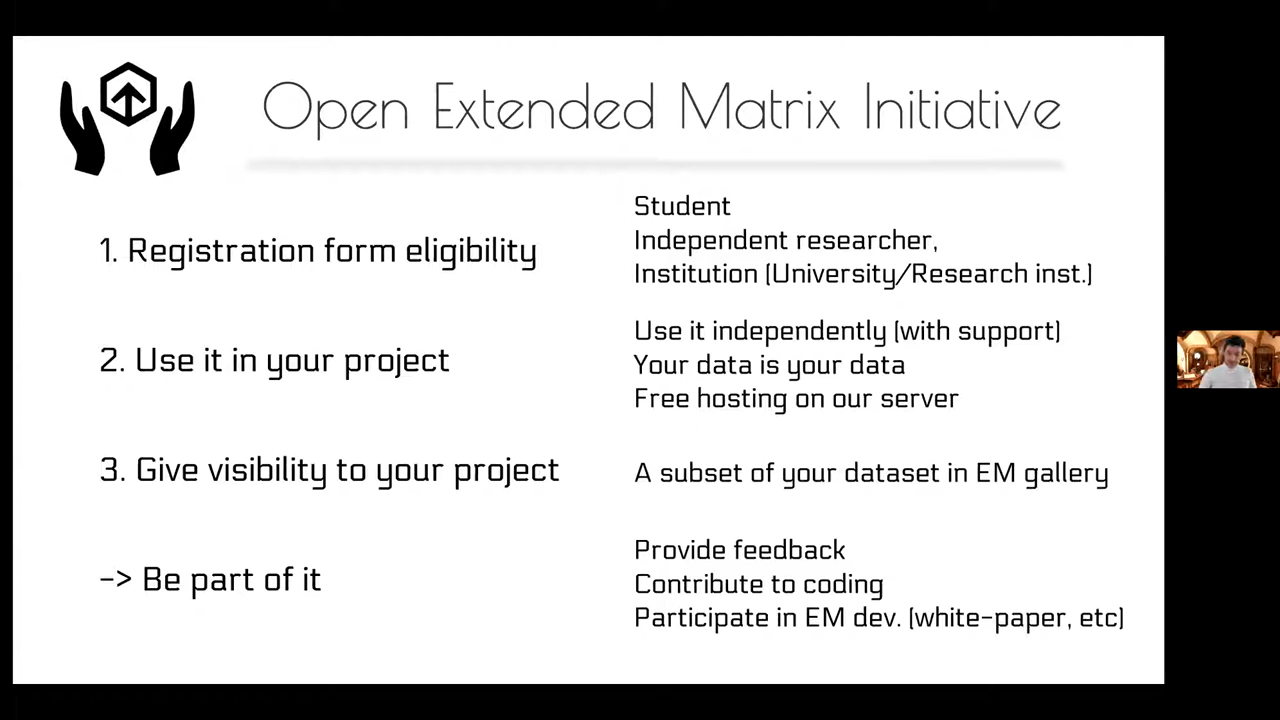 Open Extended Matrix Initiative
1. Registration form eligibility
Student
Independent researcher,
Institution (University/Research inst.)
2. Use it in your project
Use it independently (with support)
Your data is your data
Free hosting on our server
3. Give visibility to your project
A subset of your dataset in EM gallery
-> Be part of it
Provide feedback
Contribute to coding
Participate in EM dev. (white-paper, etc)